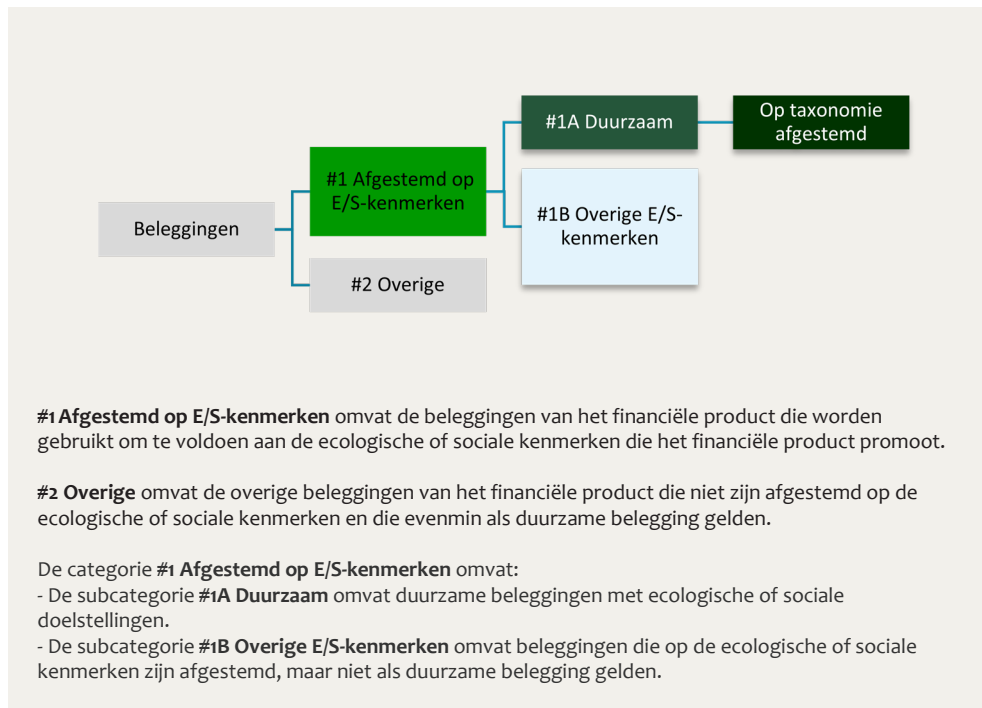 #1A Duurzaam
Op taxonomie
afgestemd
#1 Afgestemd op
E/S-kenmerken
#1B Overige E/S-
kenmerken
Beleggingen
#2 Overige
#1 Afgestemd op E/S-kenmerken omvat de beleggingen van het financiële product die worden
gebruikt om te voldoen aan de ecologische of sociale kenmerken die het financiële product promoot.
#2 Overige omvat de overige beleggingen van het financiële product die niet zijn afgestemd op de
ecologische of sociale kenmerken en die evenmin als duurzame belegging gelden.
De categorie #1 Afgestemd op E/S-kenmerken omvat:
- De subcategorie #1A Duurzaam omvat duurzame beleggingen met ecologische of sociale
doelstellingen.
- De subcategorie #1B Overige E/S-kenmerken omvat beleggingen die op de ecologische of sociale
kenmerken zijn afgestemd, maar niet als duurzame belegging gelden.